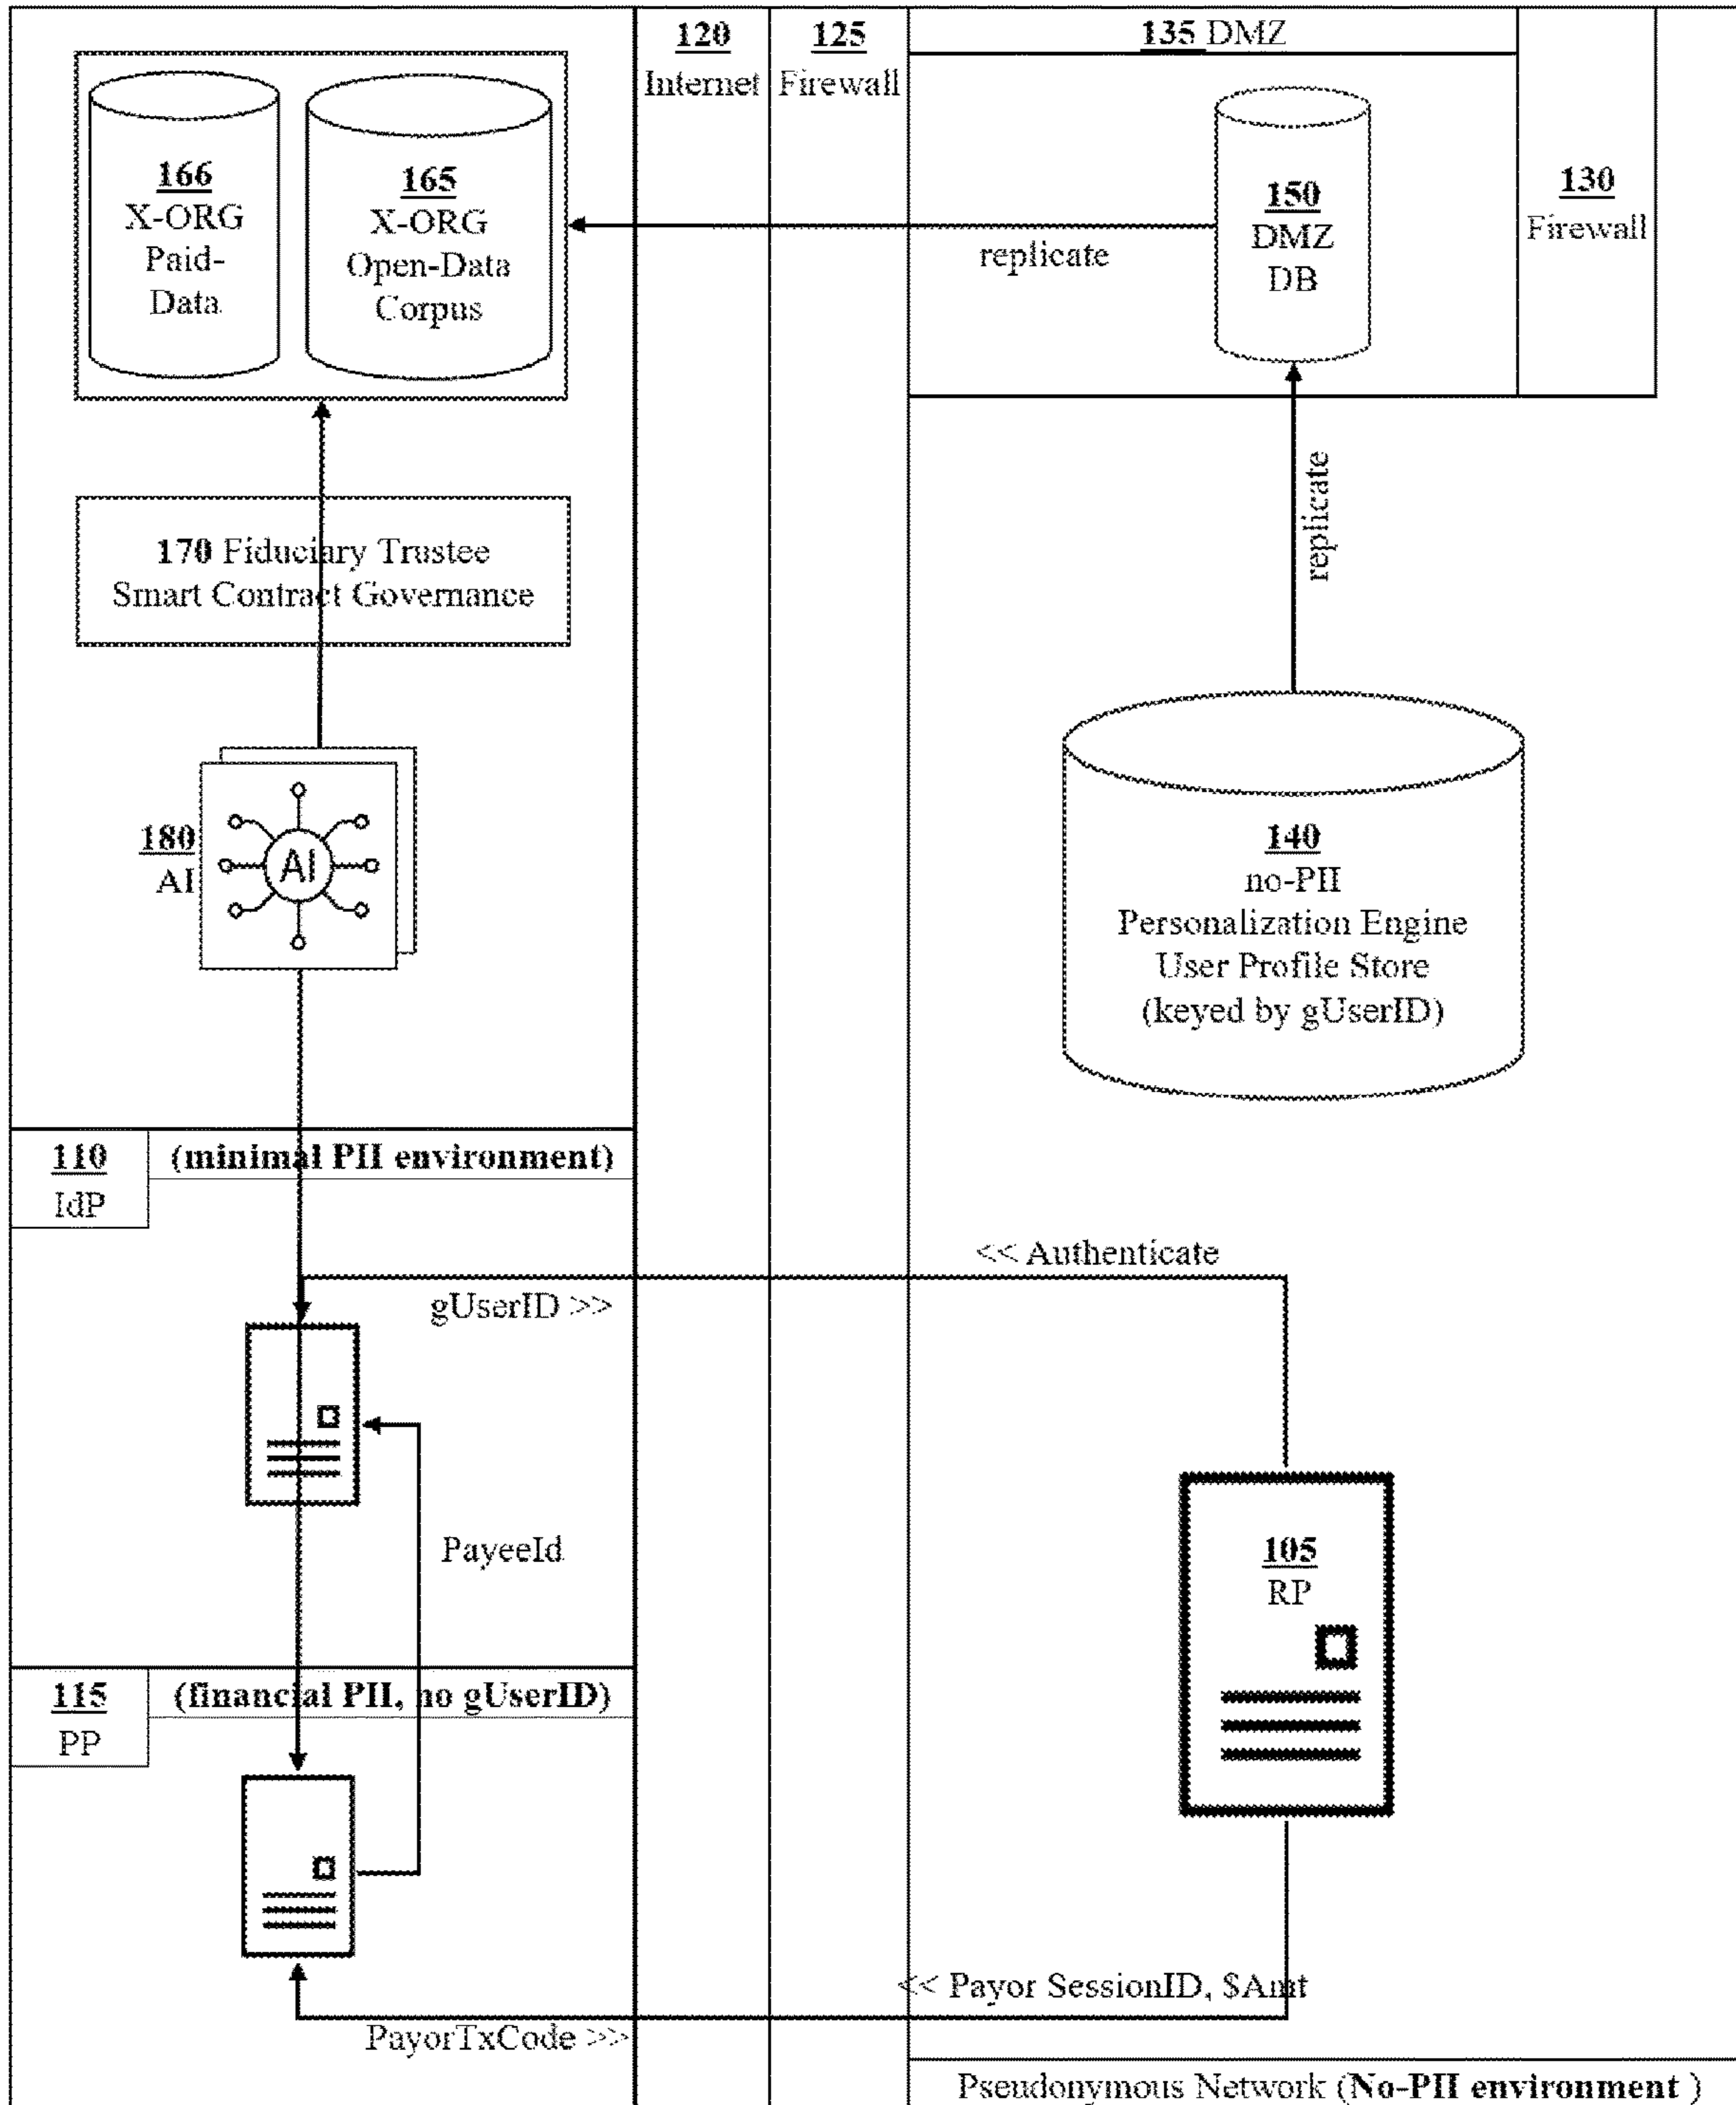 120
Internet
125
Firewall
135 DMZ
166
X-ORG
Paid-
Data
165
X-ORG
Open-Data
Corpus
150
DMZ
DB
130
Firewall
replicate
replicate
170 Fiduciary Trustee
Smart Contract Governance
180
AI
AI
140
no-PII
Personalization Engine
User Profile Store
(keyed by gUserID)
110
IdP
(minimal PII environment)
<< Authenticate
gUserID >>
PayeeId
105
RP
115
PP
(financial PII, no gUserID)
<< Payor SessionID, $Amt
PayorTxCode >>
Pseudonymous Network (No-PII environment )